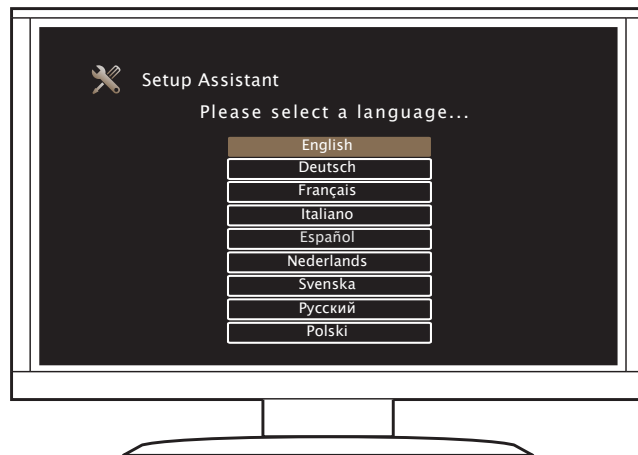 Setup Assistant
Please select a language...
English
Deutsch
Français
Italiano
Español
Nederlands
Svenska
Русский
Polski